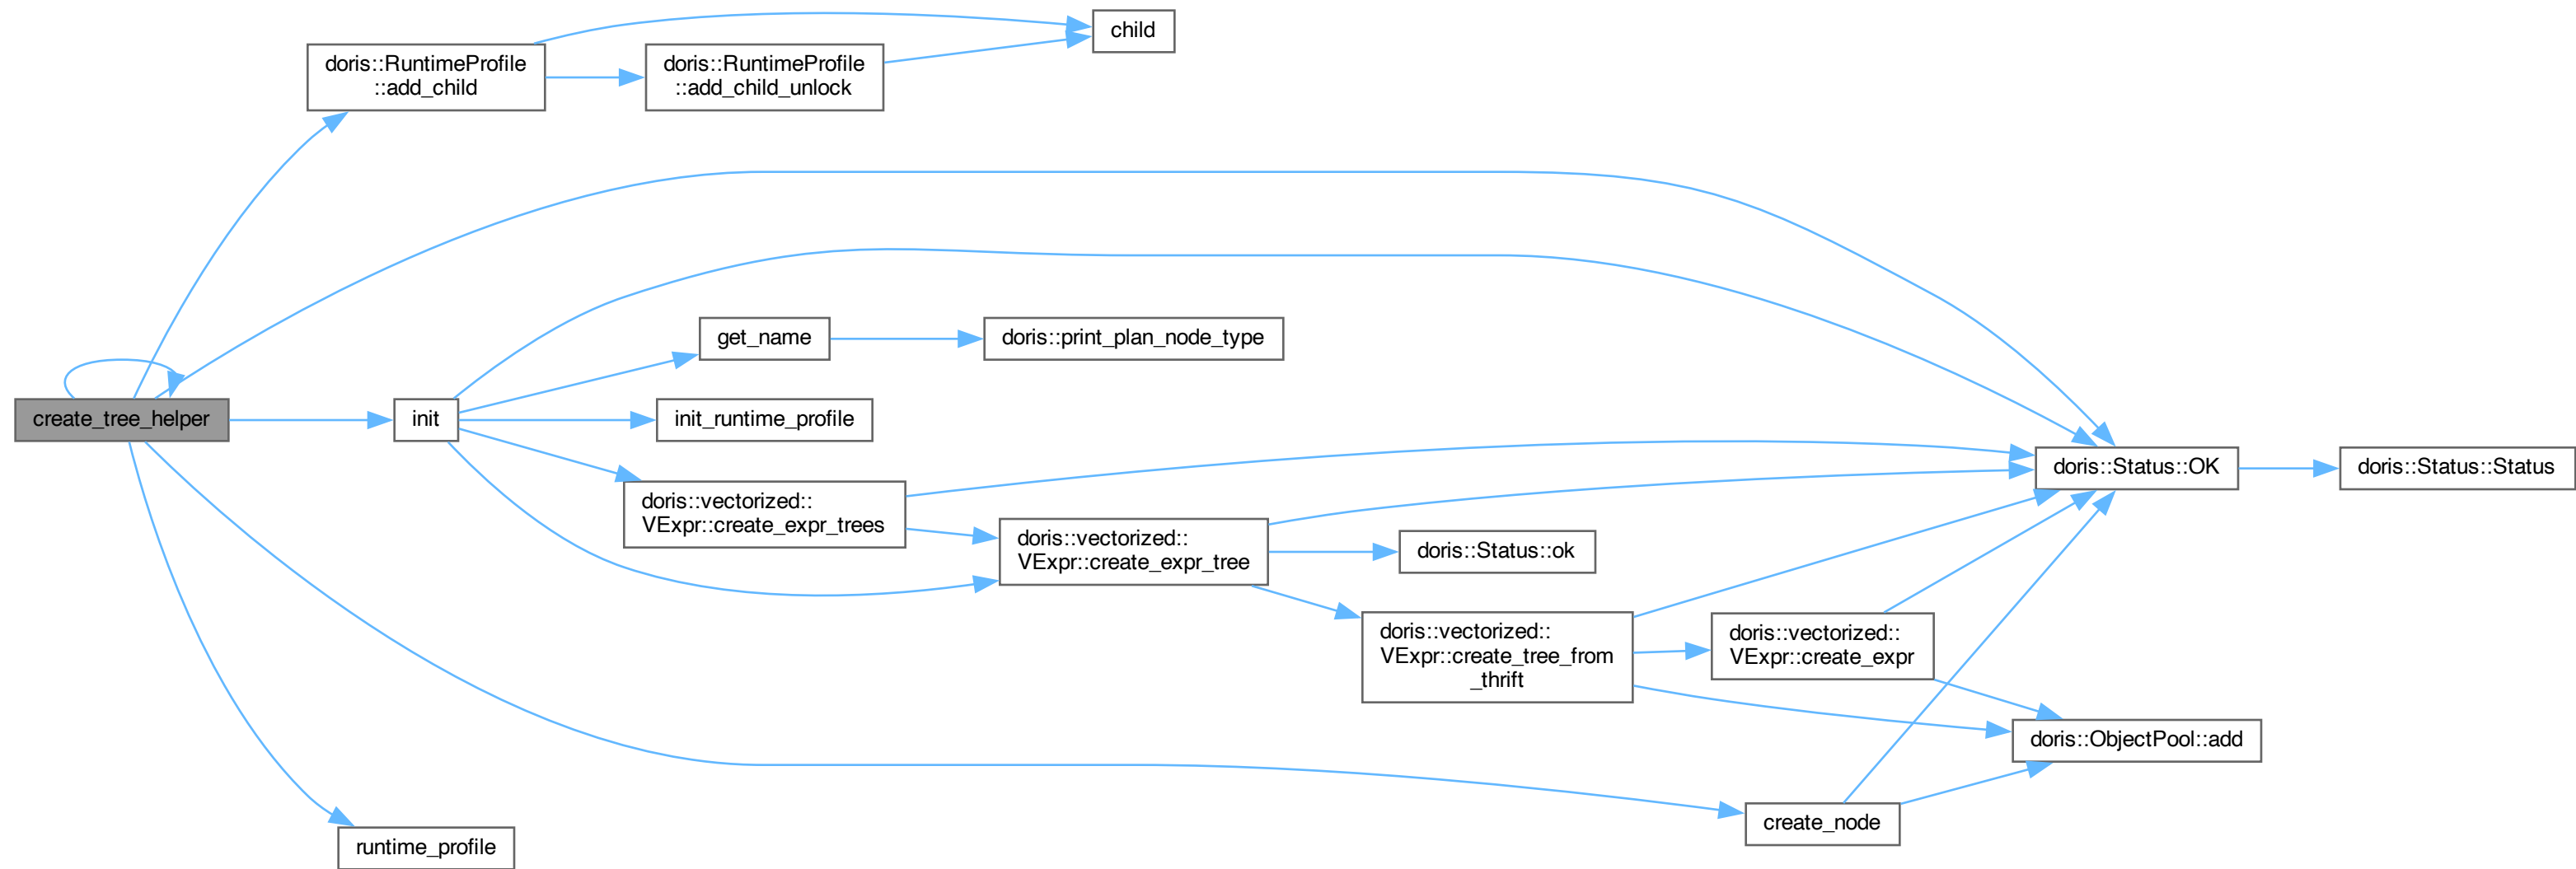 child
doris::RuntimeProfile
::add_child
doris::RuntimeProfile
::add_child_unlock
get_name
doris::print_plan_node_type
create_tree_helper
init
init_runtime_profile
doris::Status::OK
doris::Status::Status
doris::vectorized::
VExpr::create_expr_trees
doris::vectorized::
VExpr::create_expr_tree
doris::Status::ok
doris::vectorized::
VExpr::create_tree_from
_thrift
doris::vectorized::
VExpr::create_expr
doris::ObjectPool::add
create_node
runtime_profile